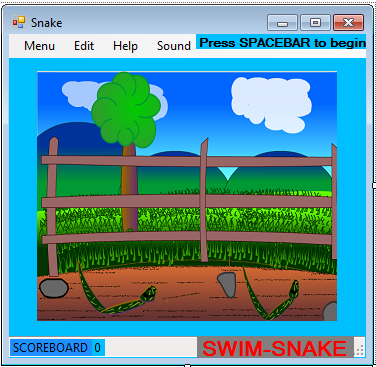 Snake
Menu Edit Help Sound Press SPACEBAR to begin
SCOREBOARD 0 SWIM-SNAKE